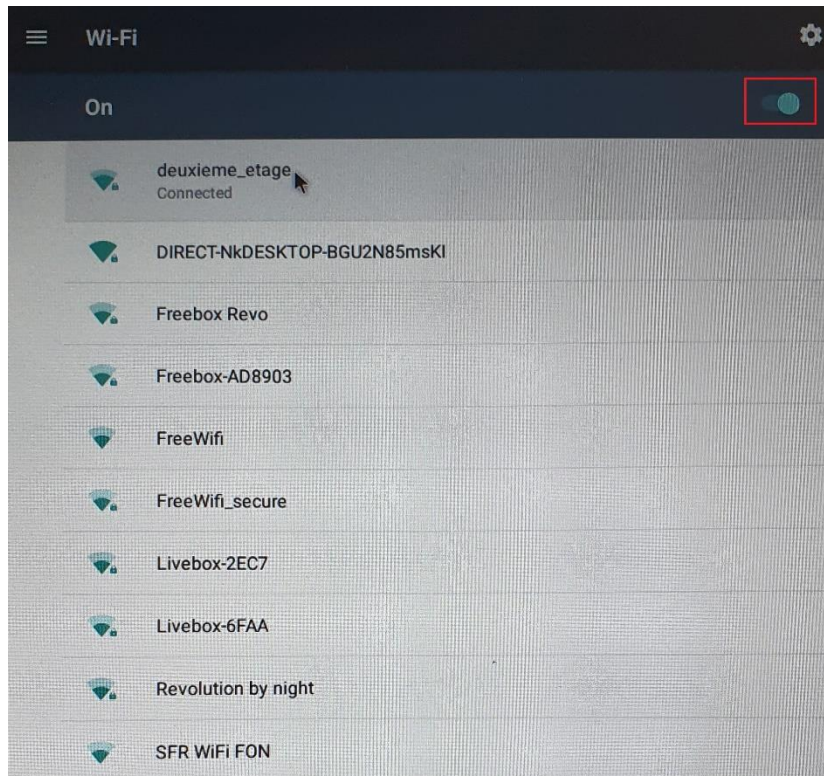 Wi-Fi
On
deuxieme_etage
Connected
DIRECT-NkDESKTOP-BGU2N85msKI
Freebox Revo
Freebox-AD8903
FreeWifi
FreeWifi_secure
Livebox-2EC7
Livebox-6FAA
Revolution by night
SFR WiFi FON